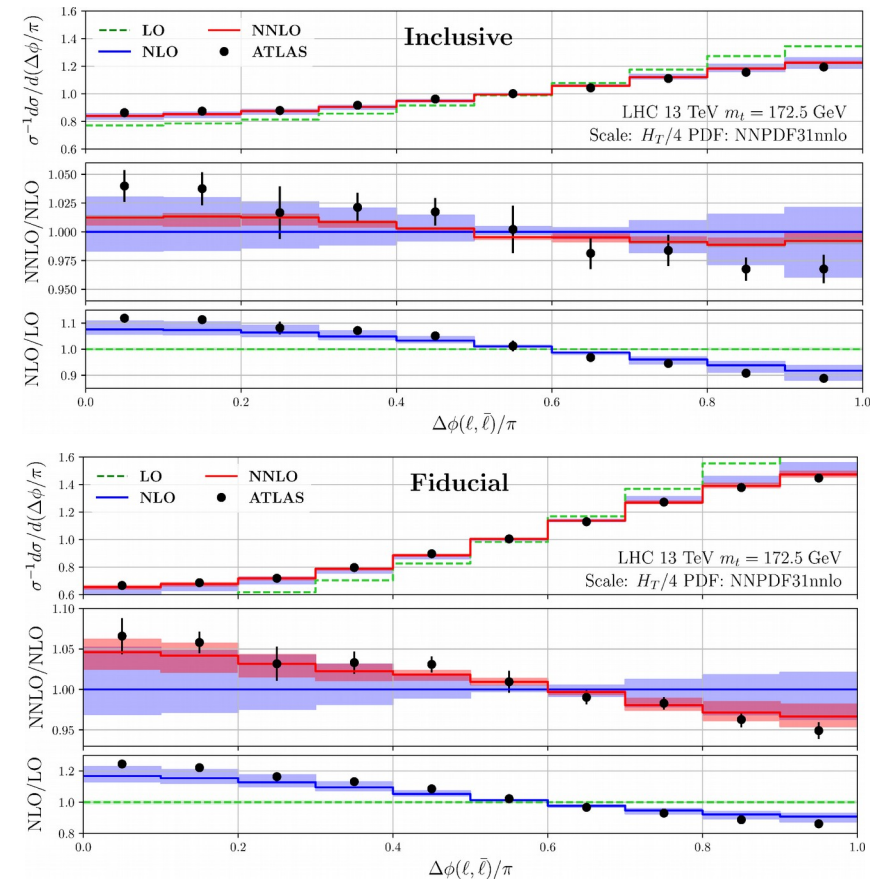 σ⁻¹dσ/d(Δφ/π)
1.6
1.4
1.2
1.0
0.8
0.6
LO
NLO
NNLO
ATLAS
Inclusive
LHC 13 TeV mₜ = 172.5 GeV
Scale: H_T/4 PDF: NNPDF31nnlo
NNLO/NLO
1.050
1.025
1.000
0.975
0.950
NLO/LO
1.1
1.0
0.9
0.0 0.2 0.4 0.6 0.8 1.0
Δφ(ℓ, ℓ̄)/π
σ⁻¹dσ/d(Δφ/π)
1.6
1.4
1.2
1.0
0.8
0.6
LO
NLO
NNLO
ATLAS
Fiducial
LHC 13 TeV mₜ = 172.5 GeV
Scale: H_T/4 PDF: NNPDF31nnlo
NNLO/NLO
1.10
1.05
1.00
0.95
NLO/LO
1.2
1.0
0.8
0.0 0.2 0.4 0.6 0.8 1.0
Δφ(ℓ, ℓ̄)/π